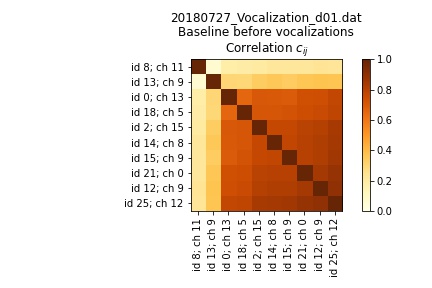 20180727_Vocalization_d01.dat
Baseline before vocalizations
Correlation c_{ij}
id 8; ch 11
id 13; ch 9
id 0; ch 13
id 18; ch 5
id 2; ch 15
id 14; ch 8
id 15; ch 9
id 21; ch 0
id 12; ch 9
id 25; ch 12
1.0
0.8
0.6
0.4
0.2
0.0
id 8; ch 11
id 13; ch 9
id 0; ch 13
id 18; ch 5
id 2; ch 15
id 14; ch 8
id 15; ch 9
id 21; ch 0
id 12; ch 9
id 25; ch 12